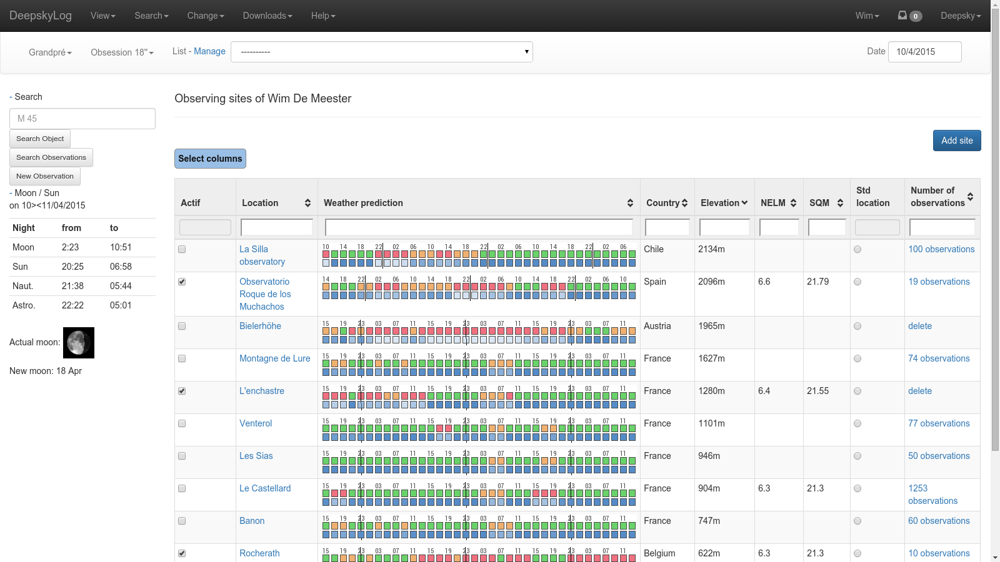 DeepskyLog View Search Change Downloads Help Wim 0 Deepsky
Grandpré Obsession 18" List - Manage ---------- Date 10/4/2015
- Search
M 45
Search Object
Search Observations
New Observation
- Moon / Sun
on 10><11/04/2015
Night from to
Moon 2:23 10:51
Sun 20:25 06:58
Naut. 21:38 05:44
Astro. 22:22 05:01
Actual moon:
New moon: 18 Apr
Observing sites of Wim De Meester
Add site
Select columns
Actif Location Weather prediction Country Elevation NELM SQM Std location Number of observations
10 14 18 22 02 06 10 14 18 22 02 06 10 14 18 22 02 06
La Silla observatory Chile 2134m 100 observations
14 18 22 02 06 10 14 18 22 02 06 10 14 18 22 02 06 10
Observatorio Roque de los Muchachos Spain 2096m 6.6 21.79 19 observations
15 19 23 03 07 11 15 19 23 03 07 11 15 19 23 03 07 11
Bielerhöhe Austria 1965m delete
15 19 23 03 07 11 15 19 23 03 07 11 15 19 23 03 07 11
Montagne de Lure France 1627m 74 observations
15 19 23 03 07 11 15 19 23 03 07 11 15 19 23 03 07 11
L'enchastre France 1280m 6.4 21.55 delete
15 19 23 03 07 11 15 19 23 03 07 11 15 19 23 03 07 11
Venterol France 1101m 77 observations
15 19 23 03 07 11 15 19 23 03 07 11 15 19 23 03 07 11
Les Sias France 946m 50 observations
15 19 23 03 07 11 15 19 23 03 07 11 15 19 23 03 07 11
Le Castellard France 904m 6.3 21.3 1253 observations
15 19 23 03 07 11 15 19 23 03 07 11 15 19 23 03 07 11
Banon France 747m 60 observations
15 19 23 03 07 11 15 19 23 03 07 11 15 19 23 03 07 11
Rocherath Belgium 622m 6.3 21.3 10 observations